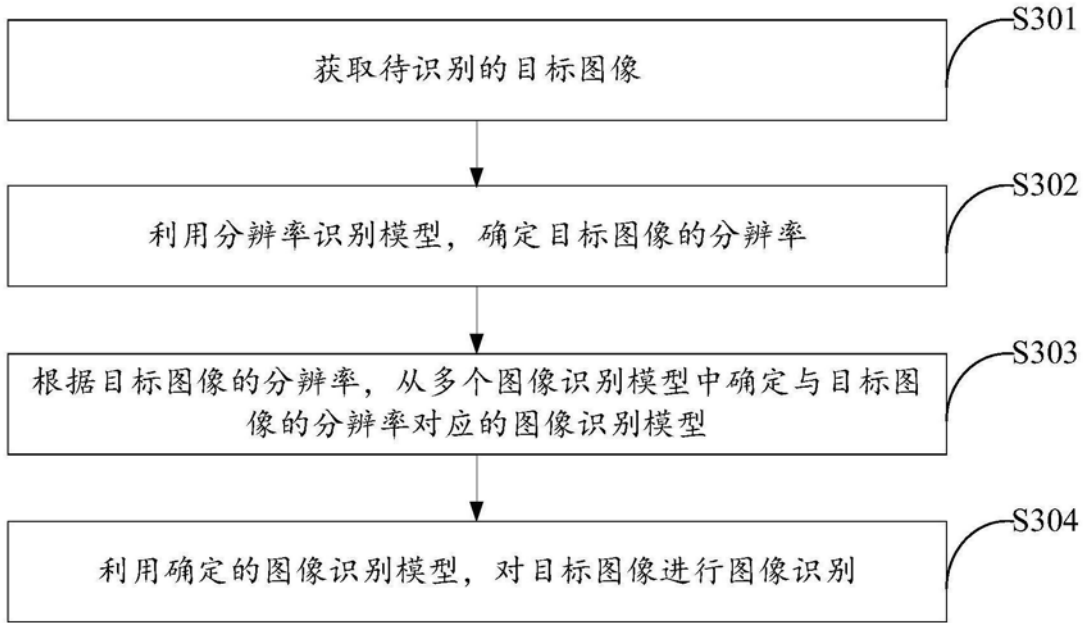 S301
获取待识别的目标图像
S302
利用分辨率识别模型，确定目标图像的分辨率
S303
根据目标图像的分辨率，从多个图像识别模型中确定与目标图
像的分辨率对应的图像识别模型
S304
利用确定的图像识别模型，对目标图像进行图像识别